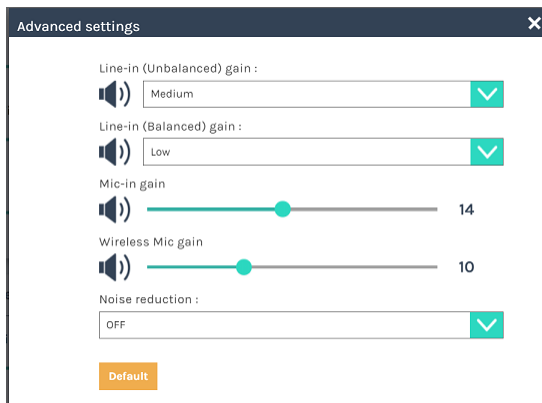 Advanced settings
Line-in (Unbalanced) gain :
Medium
Line-in (Balanced) gain :
Low
Mic-in gain
14
Wireless Mic gain
10
Noise reduction :
OFF
Default